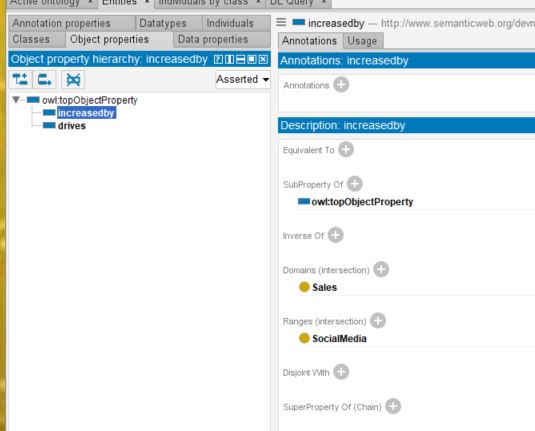 Active ontology × Entities × Individuals by class × DL Query ×
Annotation properties Datatypes Individuals
Classes Object properties Data properties
Object property hierarchy: increasedby
Asserted
owl:topObjectProperty
increasedby
drives
increasedby — http://www.semanticweb.org/devn
Annotations Usage
Annotations: increasedby
Annotations
Description: increasedby
Equivalent To
SubProperty Of
owl:topObjectProperty
Inverse Of
Domains (intersection)
Sales
Ranges (intersection)
SocialMedia
Disjoint With
SuperProperty Of (Chain)